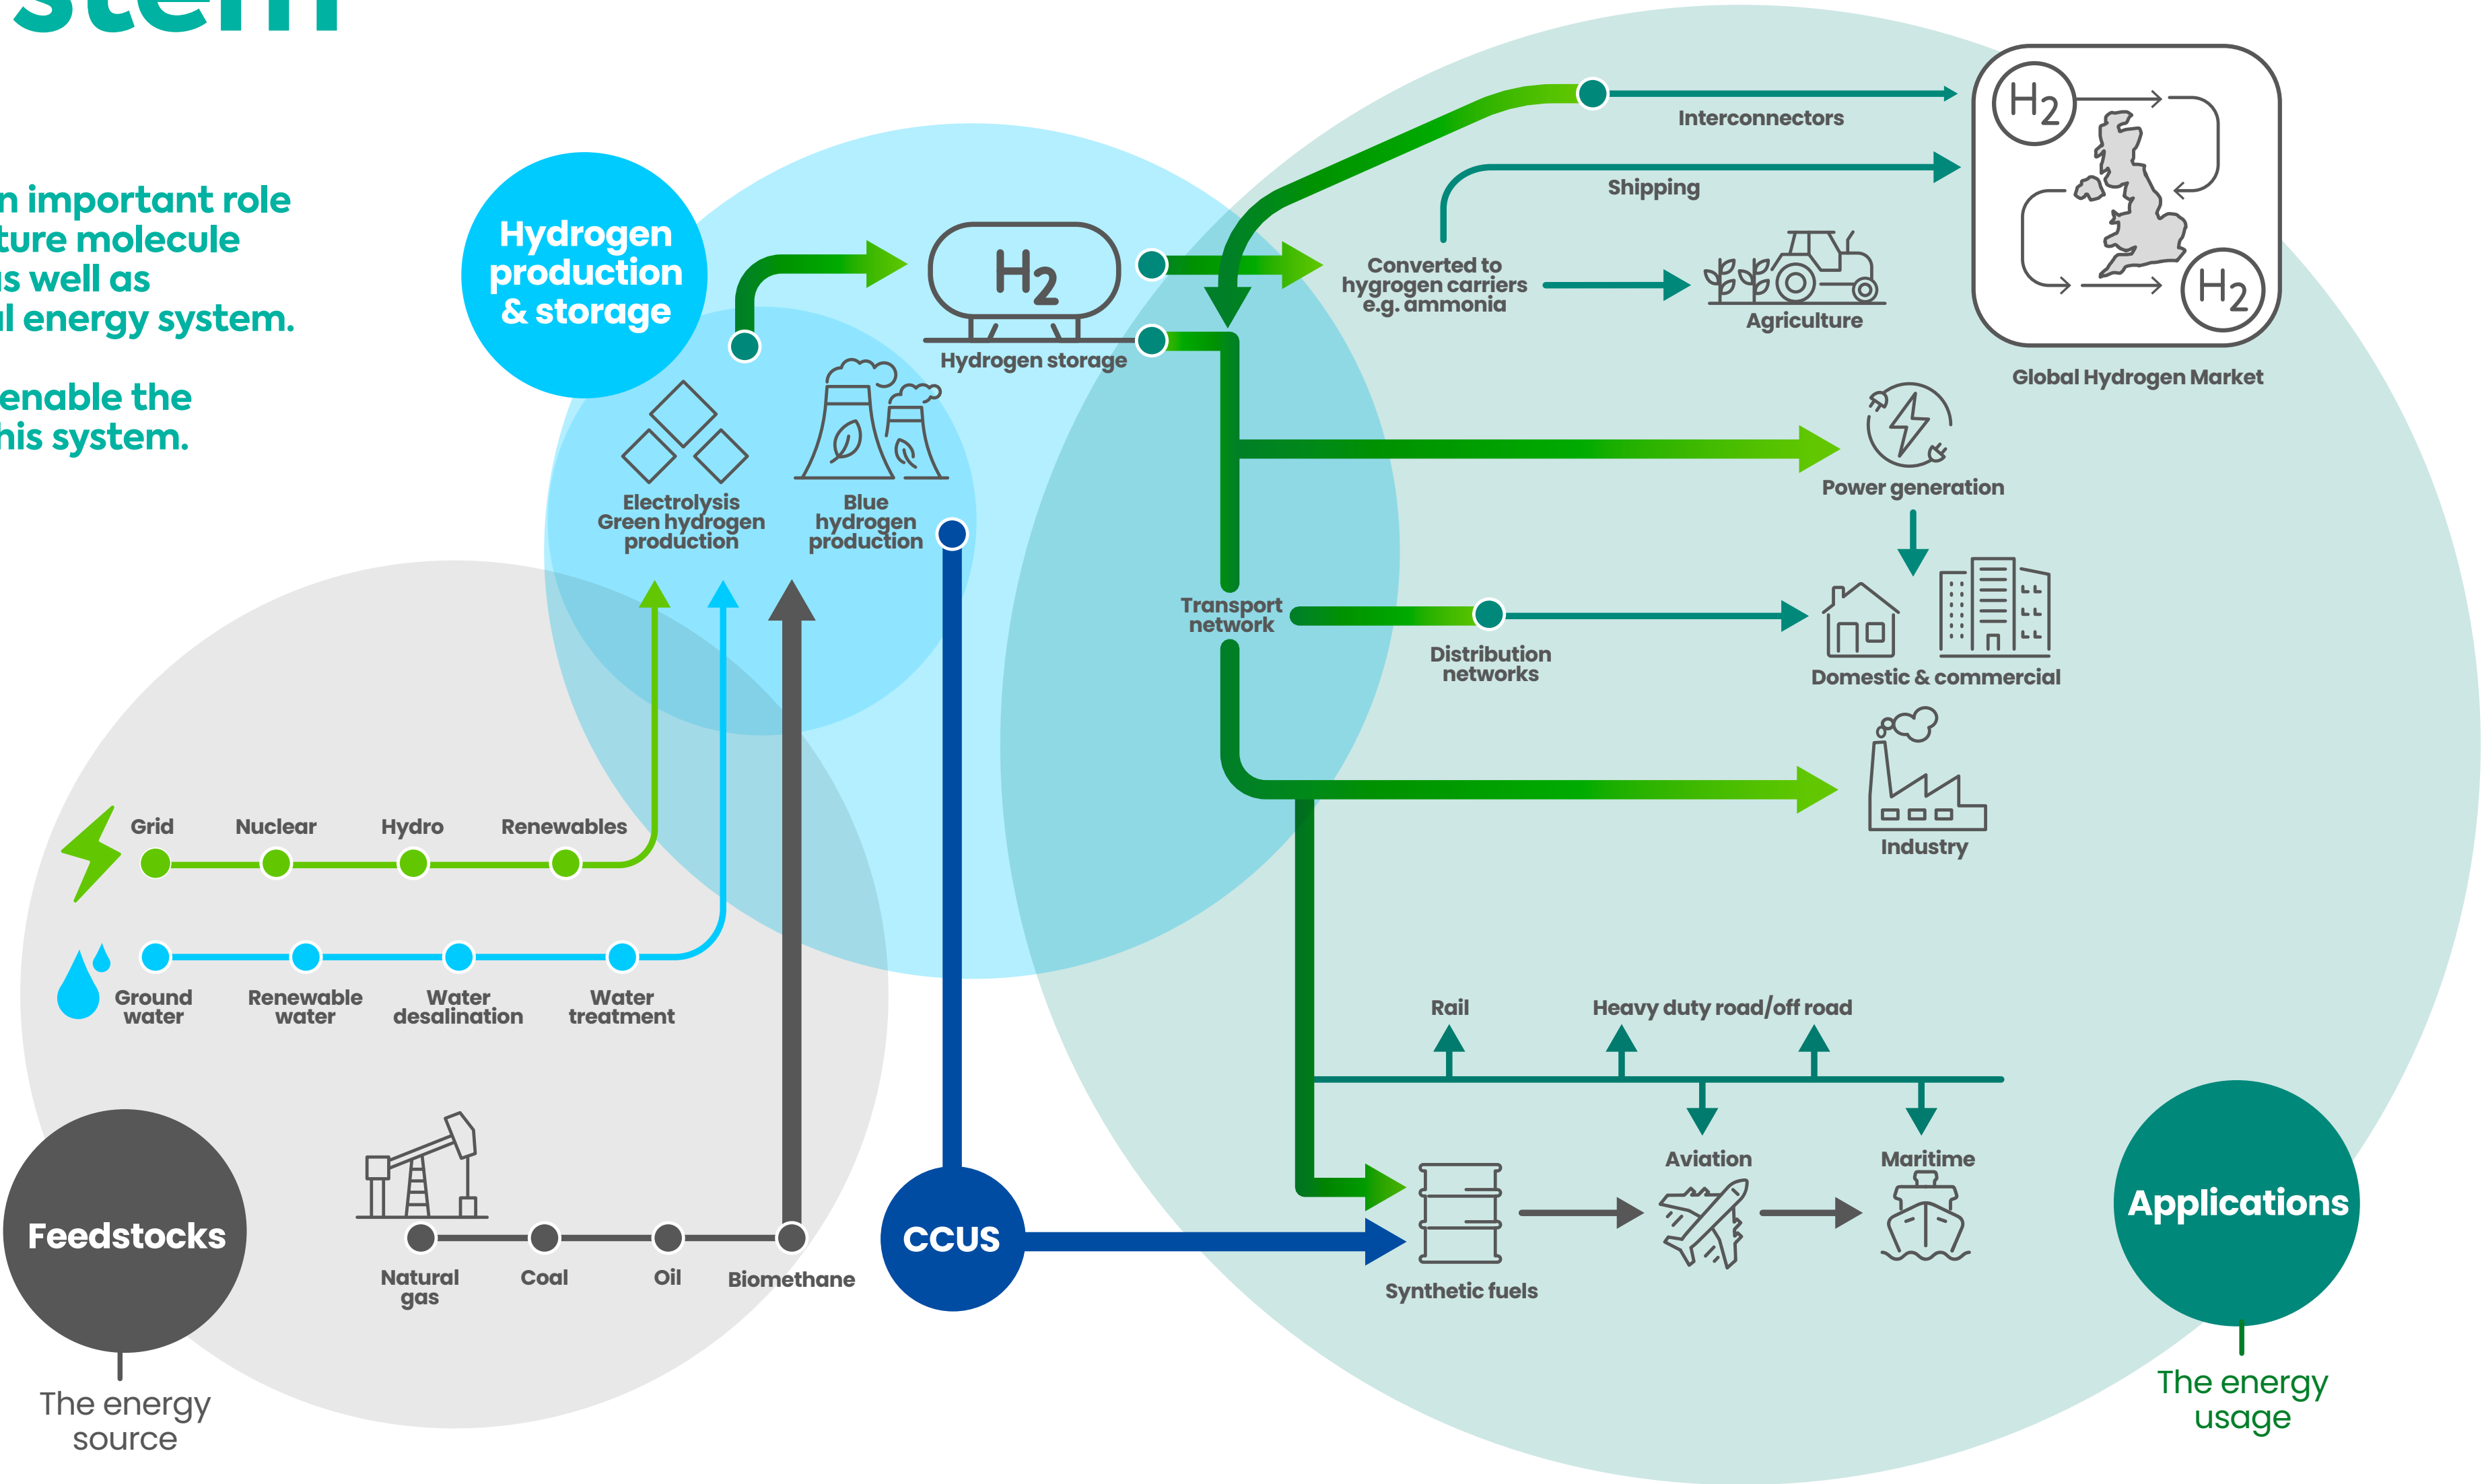 an important role
molecule
as well as
energy system.
enable the
this system.
Hydrogen
production
& storage
H2
Hydrogen storage
Electrolysis
Green hydrogen
production
Blue
hydrogen
production
Interconnectors
Shipping
Converted to
hygrogen carriers
e.g. ammonia
Agriculture
H2
H2
Global Hydrogen Market
Power generation
Transport
network
Distribution
networks
Domestic & commercial
Industry
Grid
Nuclear
Hydro
Renewables
Ground
water
Renewable
water
Water
desalination
Water
treatment
Rail
Heavy duty road/off road
Aviation
Maritime
Feedstocks
Natural
gas
Coal
Oil
Biomethane
CCUS
Synthetic fuels
Applications
The energy
source
The energy
usage